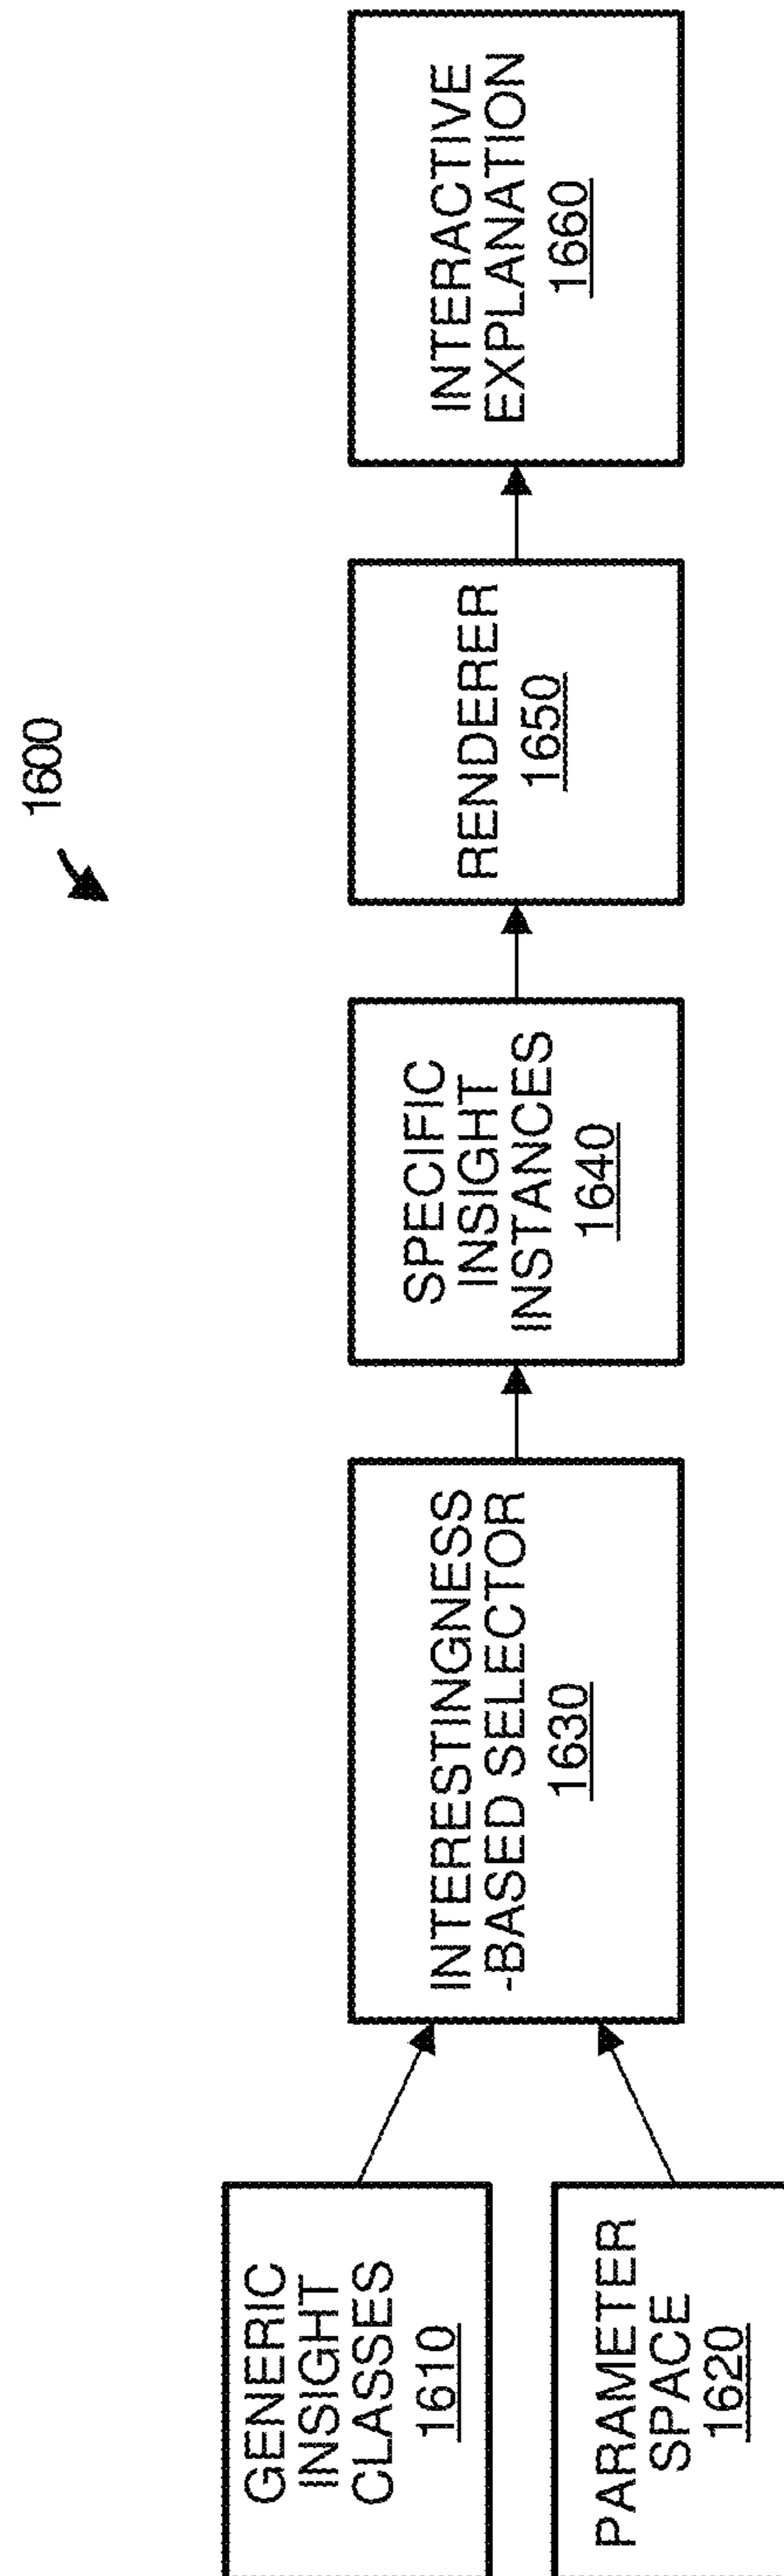 1600
GENERIC
INSIGHT
CLASSES
1610
PARAMETER
SPACE
1620
INTERESTINGNESS
-BASED SELECTOR
1630
SPECIFIC
INSIGHT
INSTANCES
1640
RENDERER
1650
INTERACTIVE
EXPLANATION
1660